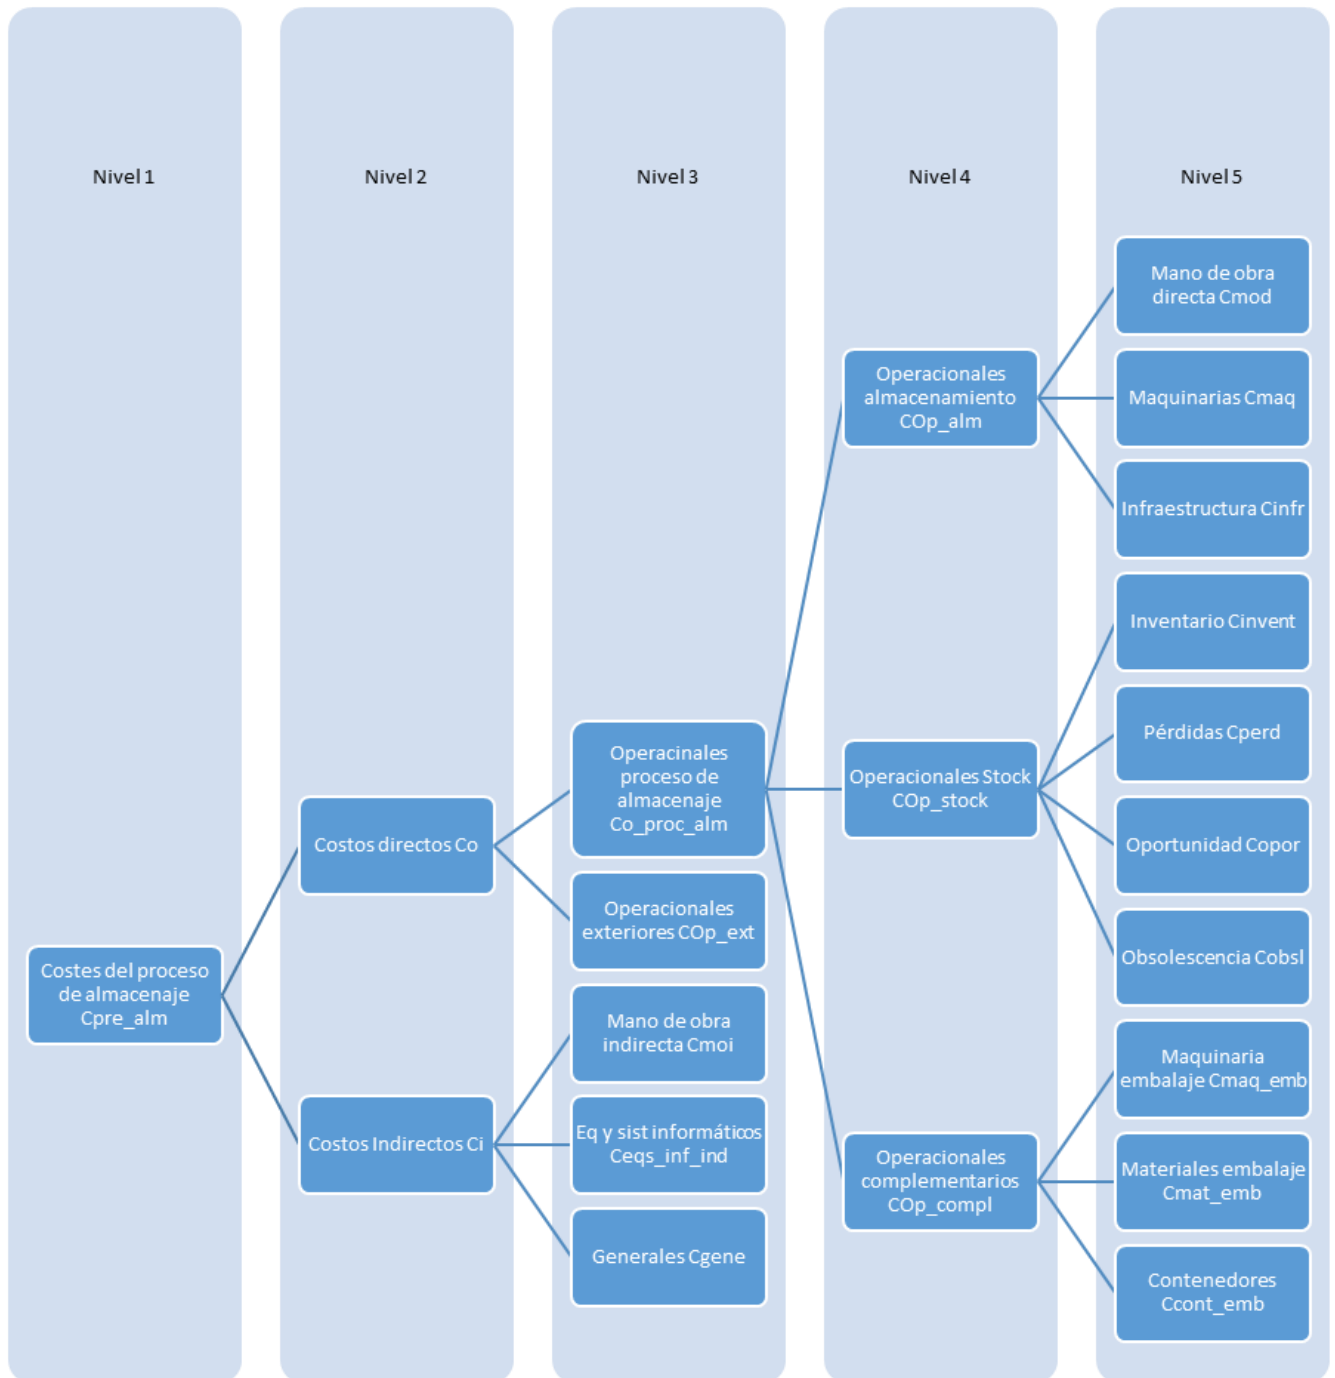 Nivel 1
Nivel 2
Nivel 3
Nivel 4
Nivel 5
Costes del proceso
de almacenaje
Cpre_alm
Costos directos Co
Costos Indirectos Ci
Operacinales
proceso de
almacenaje
Co_proc_alm
Operacionales
exteriores COp_ext
Mano de obra
indirecta Cmoi
Eq y sist informáticos
Ceqs_inf_ind
Generales Cgene
Operacionales
almacenamiento
COp_alm
Operacionales Stock
COp_stock
Operacionales
complementarios
COp_compl
Mano de obra
directa Cmod
Maquinarias Cmaq
Infraestructura Cinfr
Inventario Cinvent
Pérdidas Cperd
Oportunidad Copor
Obsolescencia Cobsl
Maquinaria
embalaje Cmaq_emb
Materiales embalaje
Cmat_emb
Contenedores
Ccont_emb